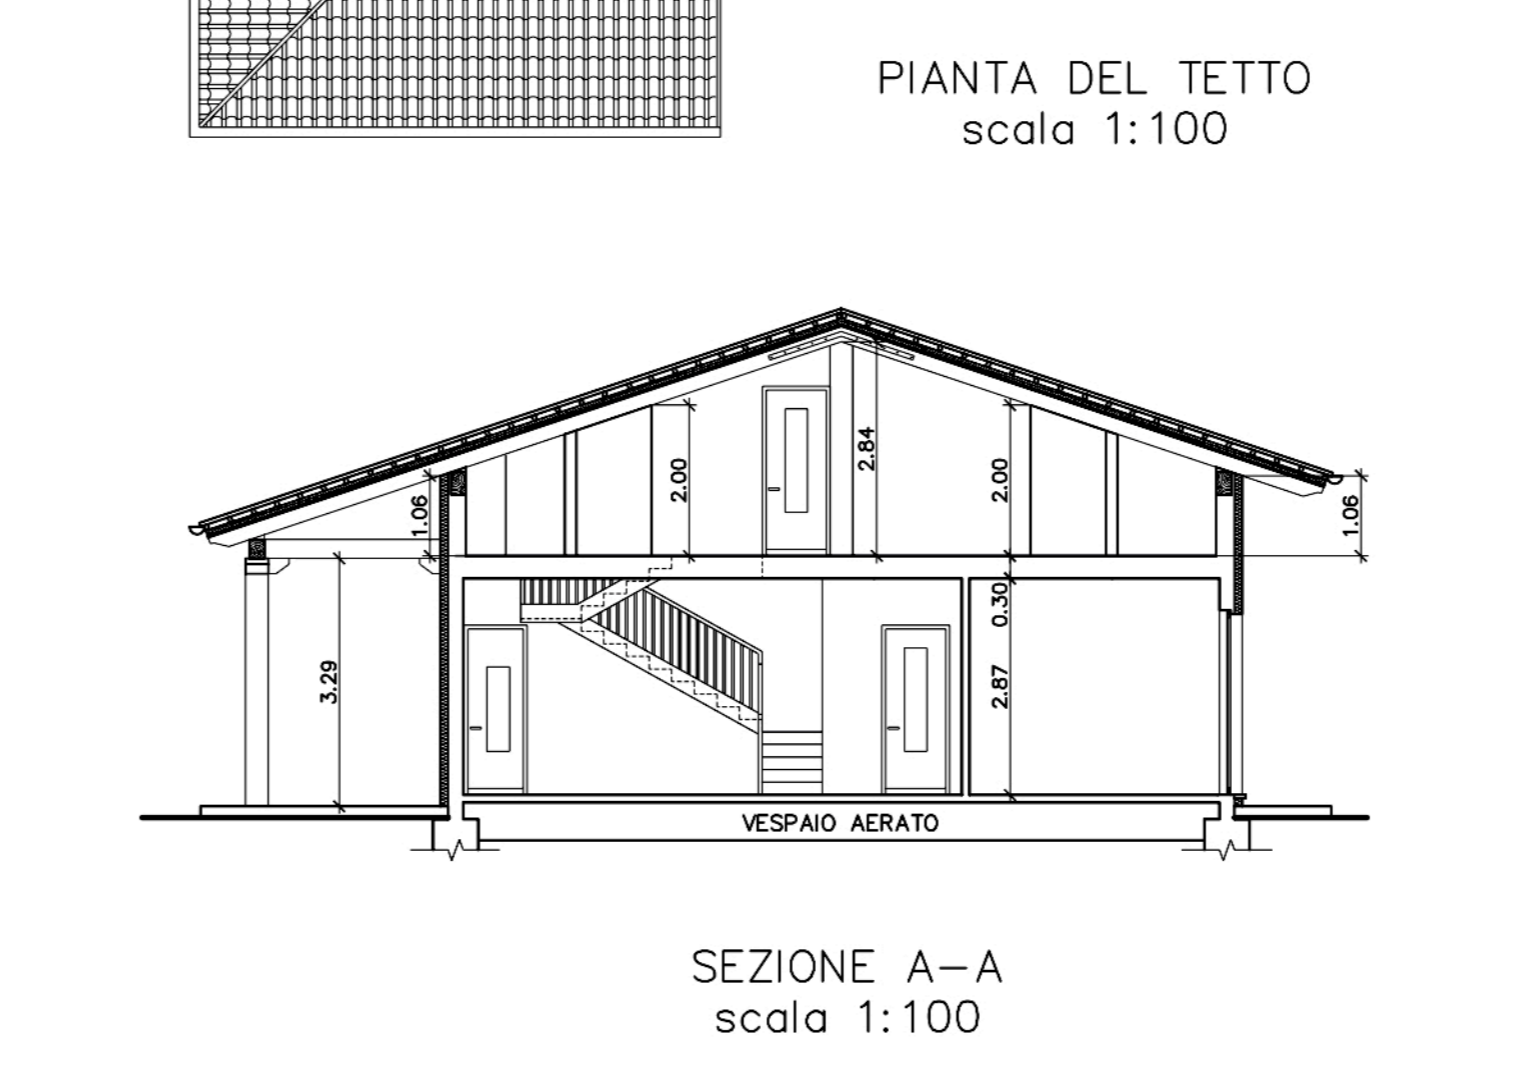 PIANTA DEL TETTO
scala 1:100
2.84
2.00
2.00
1.06
1.06
0.30
3.29
2.87
VESPAIO AERATO
SEZIONE A-A
scala 1:100